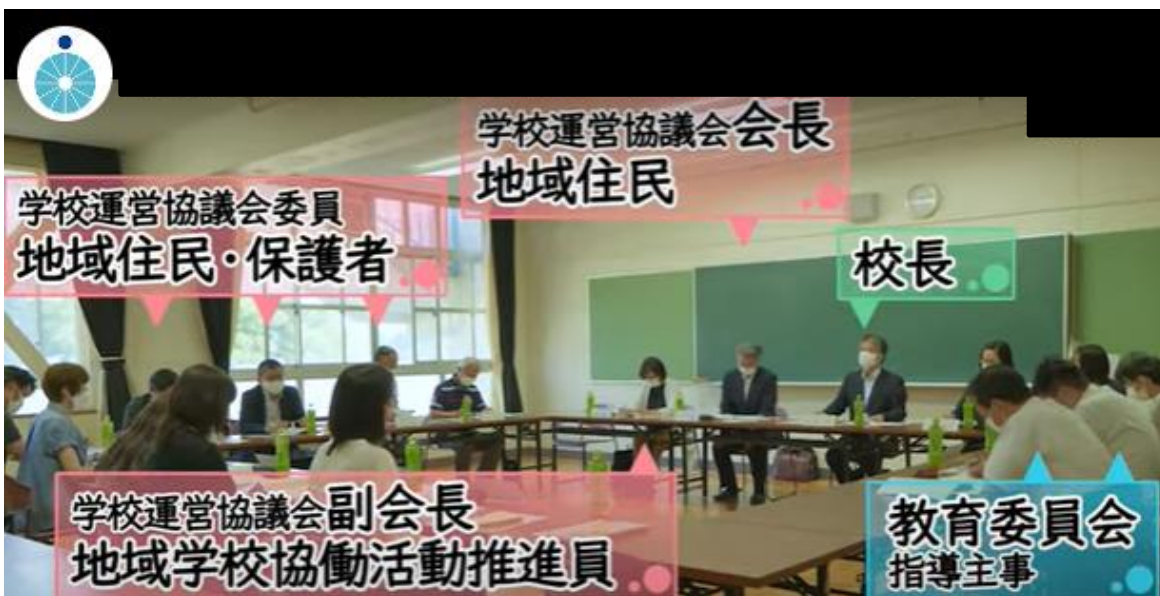 学校運営協議会会長
地域住民
学校運営協議会委員
地域住民・保護者
校長
学校運営協議会副会長
地域学校協働活動推進員
教育委員会
指導主事